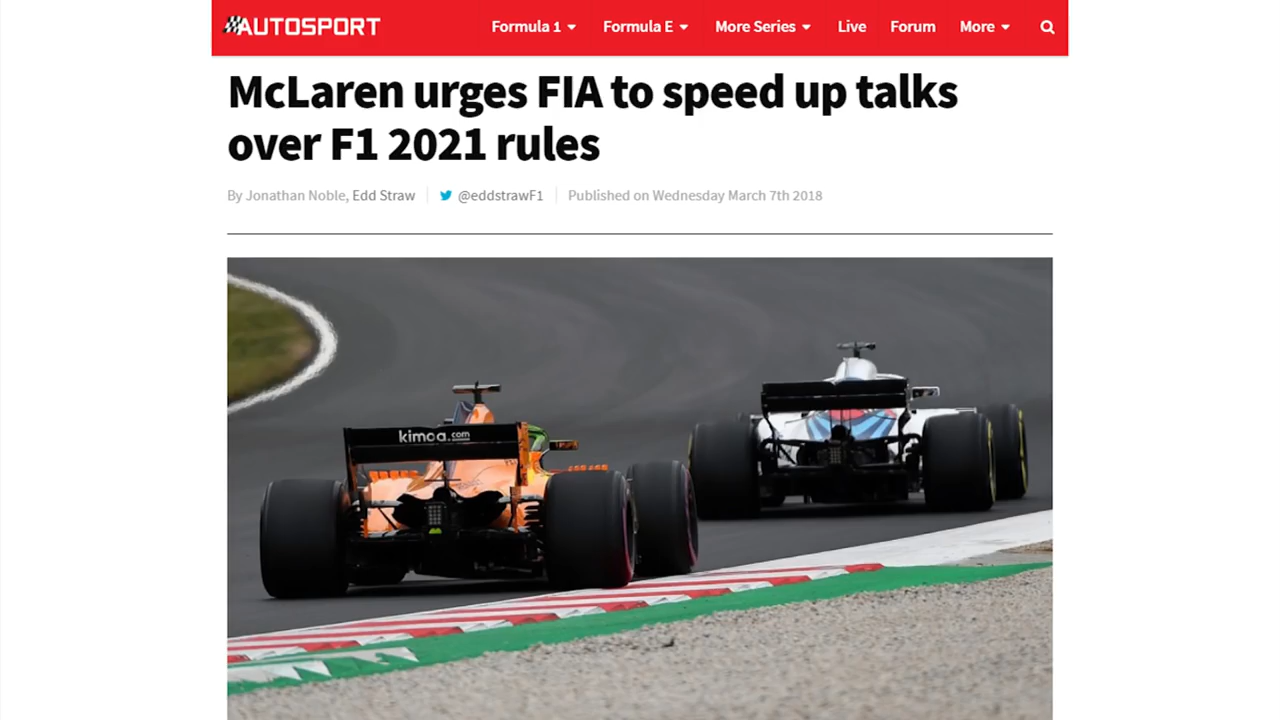 AUTOSPORT
Formula 1 Formula E More Series Live Forum More
McLaren urges FIA to speed up talks
over F1 2021 rules
By Jonathan Noble, Edd Straw @eddstrawF1 Published on Wednesday March 7th 2018
kimoa.com